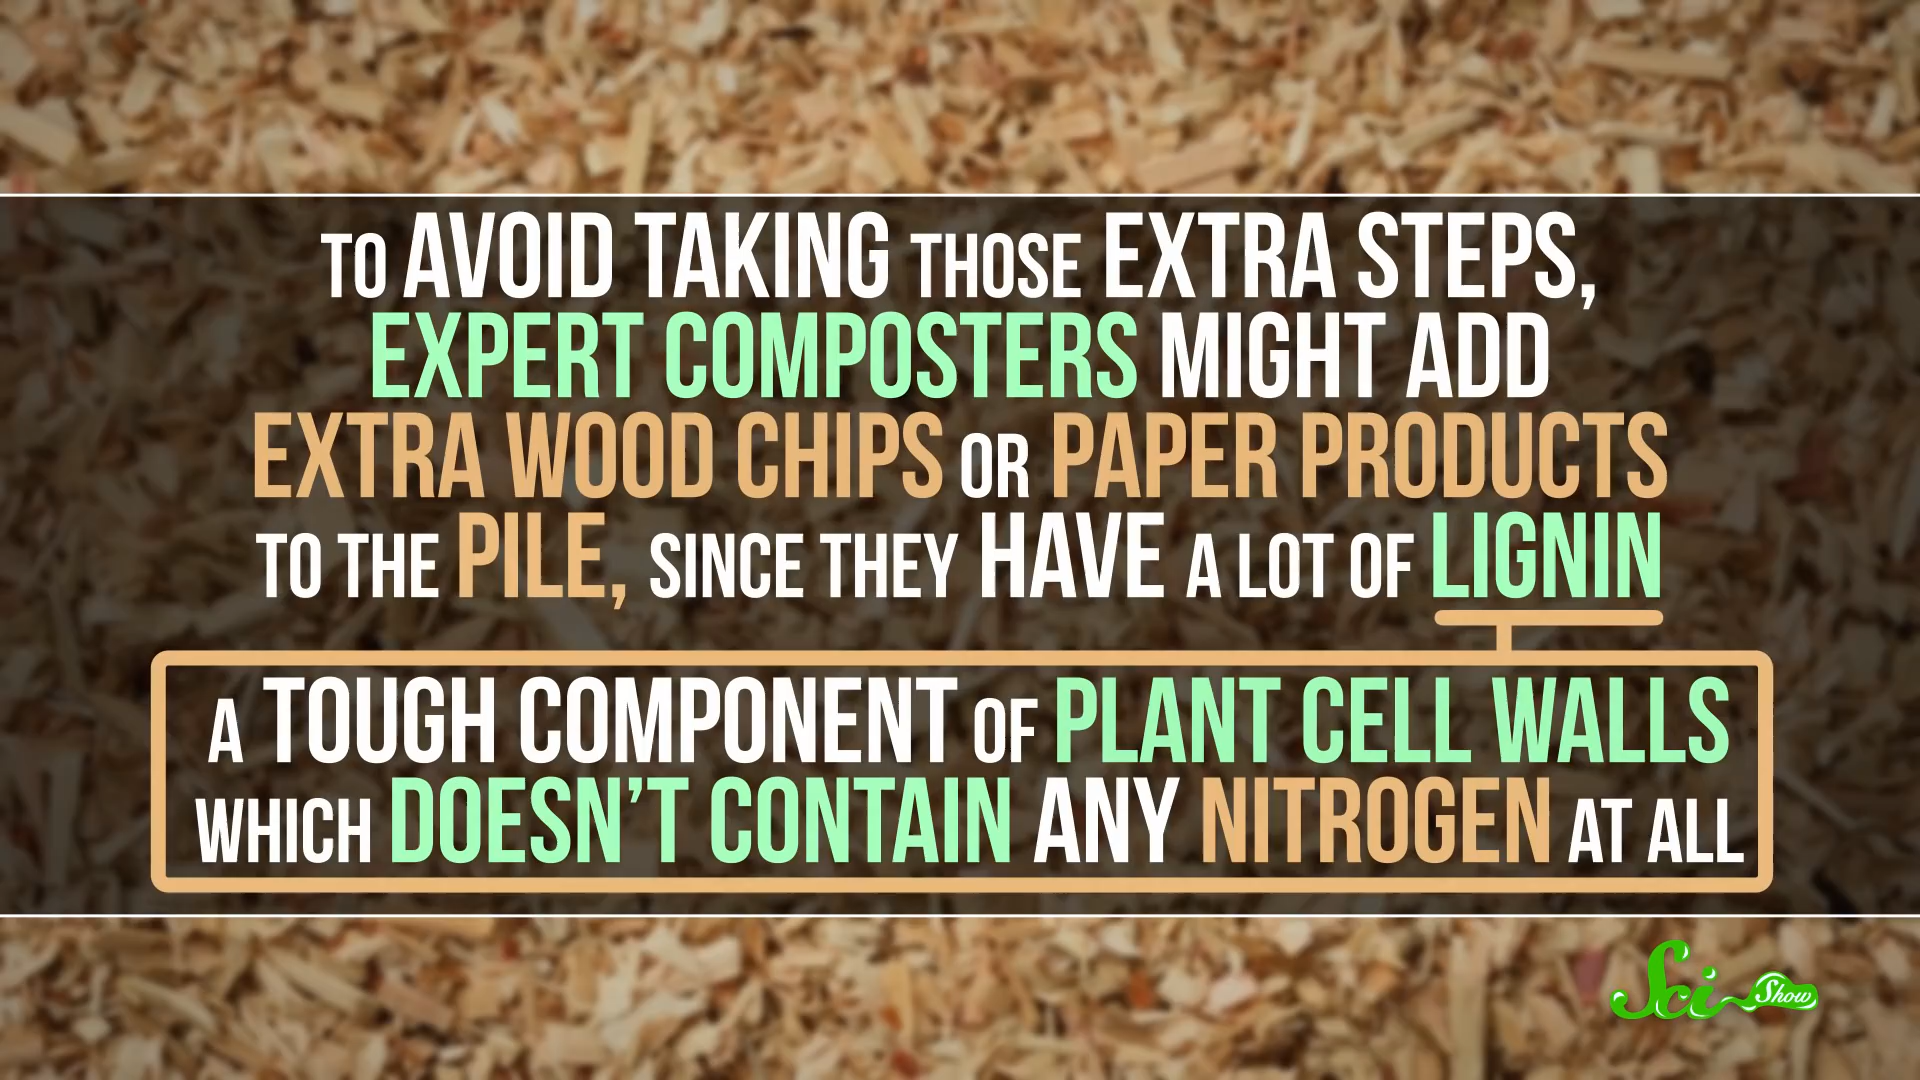 TO AVOID TAKING THOSE EXTRA STEPS,
EXPERT COMPOSTERS MIGHT ADD
EXTRA WOOD CHIPS OR PAPER PRODUCTS
TO THE PILE, SINCE THEY HAVE A LOT OF LIGNIN
A TOUGH COMPONENT OF PLANT CELL WALLS
WHICH DOESN'T CONTAIN ANY NITROGEN AT ALL
Sci Show